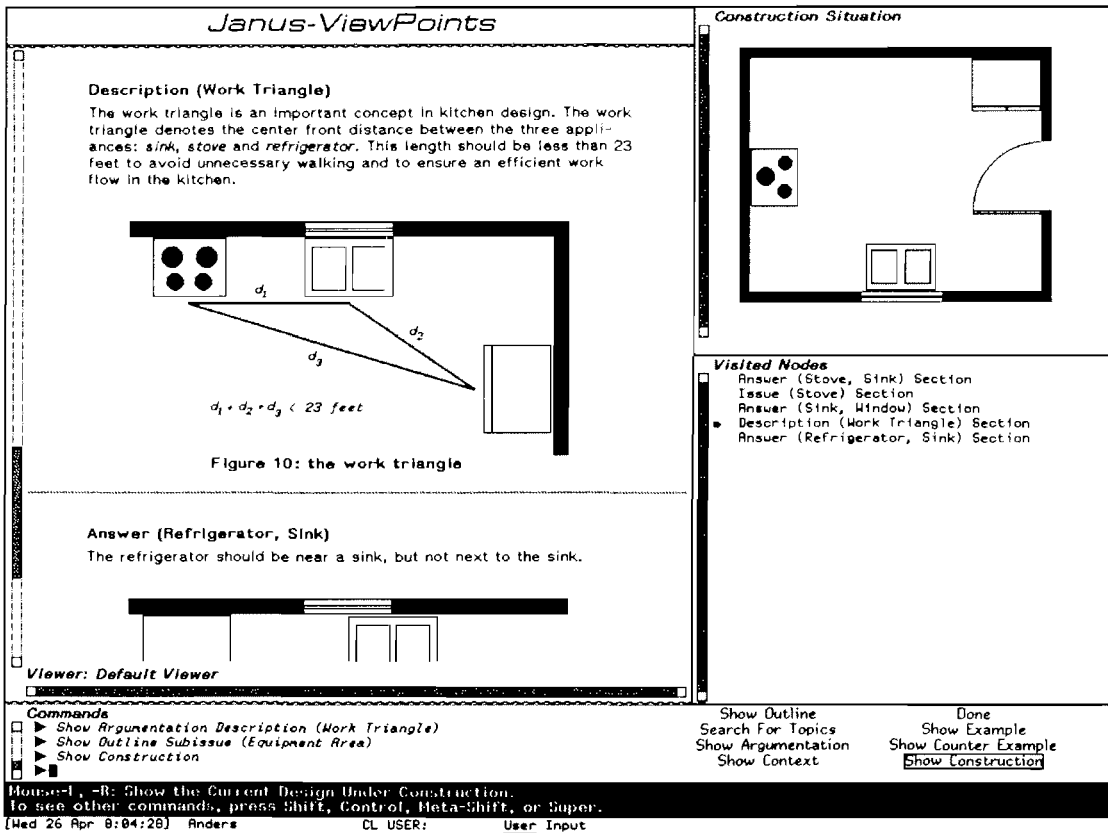 Janus-ViewPoints
Description (Work Triangle)
The work triangle is an important concept in kitchen design. The work
triangle denotes the center front distance between the three appli-
ances: sink, stove and refrigerator. This length should be less than 23
feet to avoid unnecessary walking and to ensure an efficient work
flow in the kitchen.
d1
d2
d3
d1 + d2 + d3 < 23 feet
Figure 10: the work triangle
Answer (Refrigerator, Sink)
The refrigerator should be near a sink, but not next to the sink.
Viewer: Default Viewer
Construction Situation
Visited Nodes
Answer (Stove, Sink) Section
Issue (Stove) Section
Answer (Sink, Window) Section
Description (Work Triangle) Section
Answer (Refrigerator, Sink) Section
Commands
Show Argumentation Description (Work Triangle)
Show Outline Subissue (Equipment Area)
Show Construction
Show Outline Done
Search For Topics Show Example
Show Argumentation Show Counter Example
Show Context Show Construction
Mouse-L, -R: Show the Current Design Under Construction.
To see other commands, press Shift, Control, Meta-Shift, or Super.
[Wed 26 Apr 8:04:28] Anders CL USER: User Input